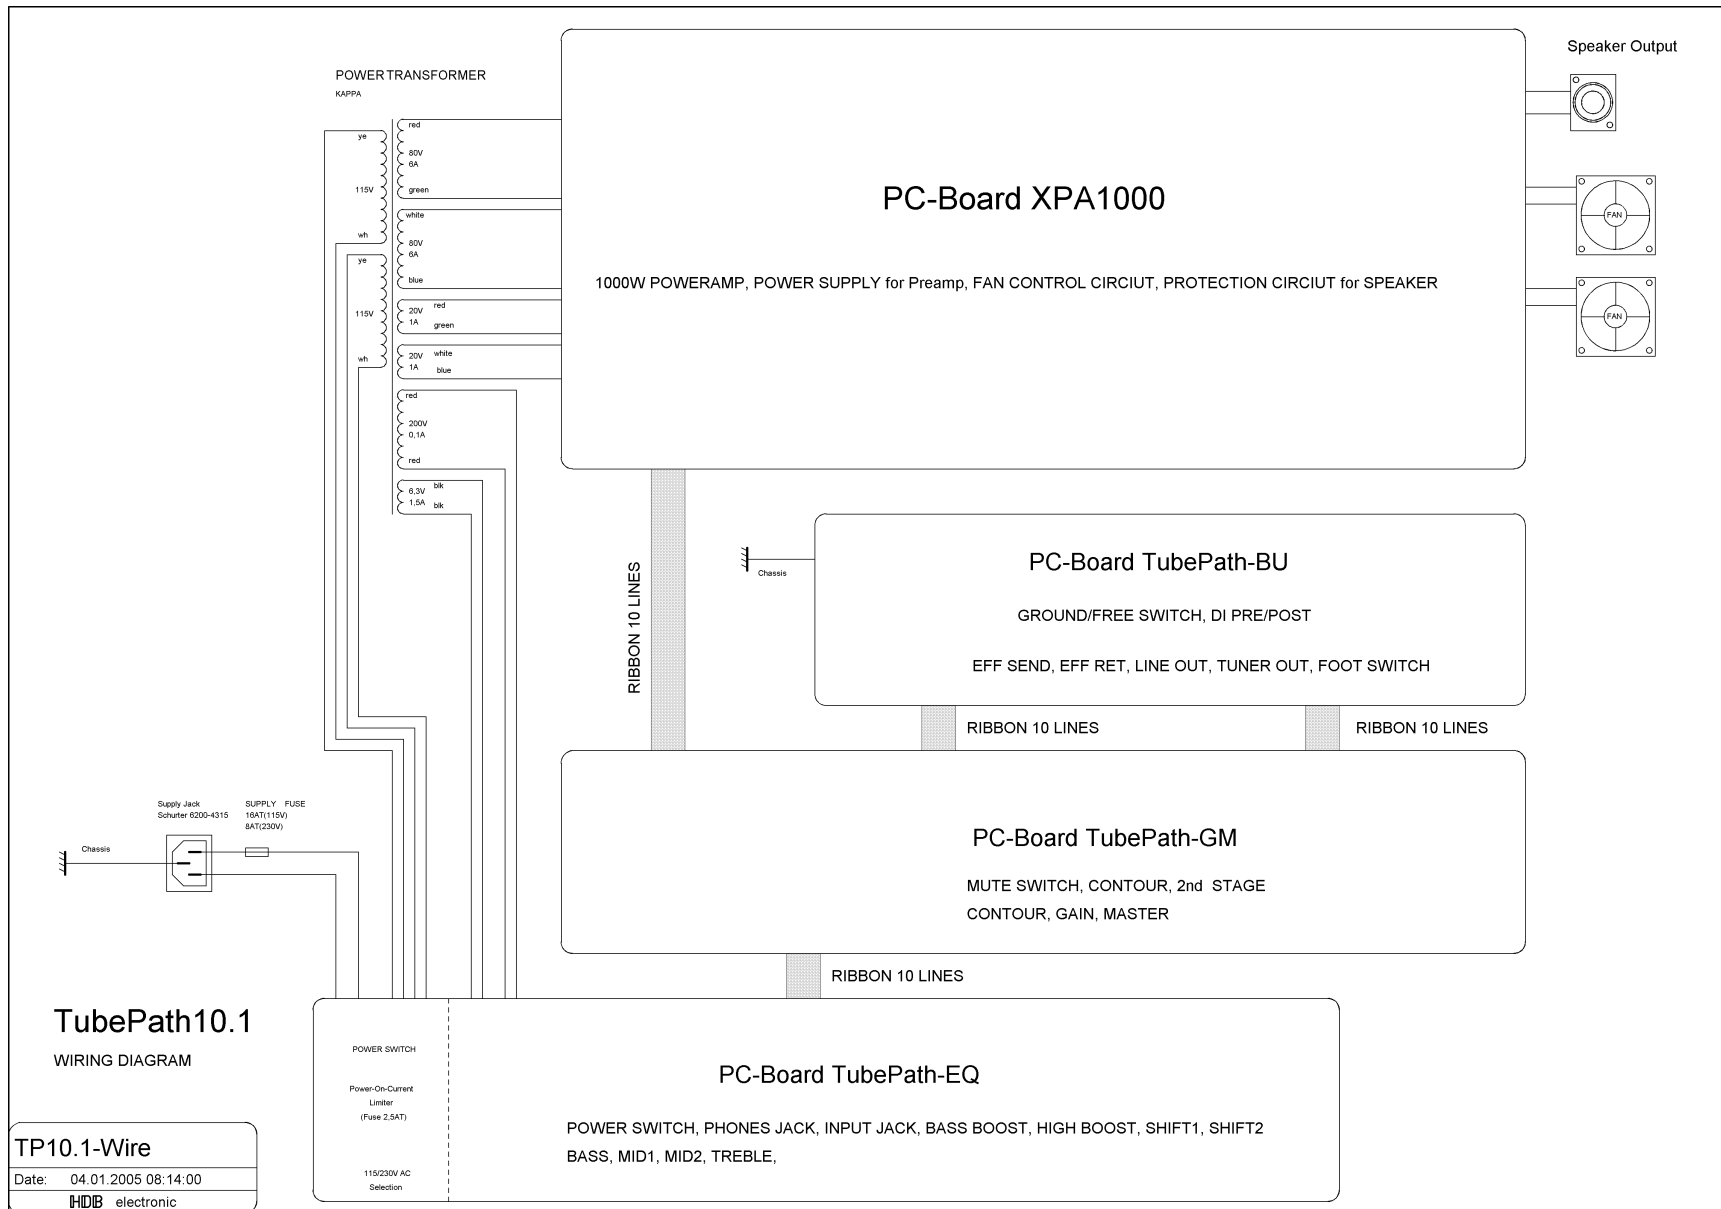 Speaker Output
POWER TRANSFORMER
KAPPA
ye
115V
wh
ye
115V
wh
red
80V
6A
green
white
80V
6A
blue
red
20V
1A
green
white
20V
1A
blue
red
200V
0,1A
red
blk
6,3V
1,5A
blk
PC-Board XPA1000
1000W POWERAMP, POWER SUPPLY for Preamp, FAN CONTROL CIRCIUT, PROTECTION CIRCIUT for SPEAKER
FAN
FAN
RIBBON 10 LINES
Chassis
PC-Board TubePath-BU
GROUND/FREE SWITCH, DI PRE/POST
EFF SEND, EFF RET, LINE OUT, TUNER OUT, FOOT SWITCH
RIBBON 10 LINES
RIBBON 10 LINES
Supply Jack
Schurter 6200-4315
SUPPLY FUSE
16AT(115V)
8AT(230V)
Chassis
PC-Board TubePath-GM
MUTE SWITCH, CONTOUR, 2nd STAGE
CONTOUR, GAIN, MASTER
RIBBON 10 LINES
TubePath10.1
WIRING DIAGRAM
POWER SWITCH
Power-On-Current
Limiter
(Fuse 2,5AT)
115/230V AC
Selection
PC-Board TubePath-EQ
POWER SWITCH, PHONES JACK, INPUT JACK, BASS BOOST, HIGH BOOST, SHIFT1, SHIFT2
BASS, MID1, MID2, TREBLE,
TP10.1-Wire
Date: 04.01.2005 08:14:00
HDB electronic